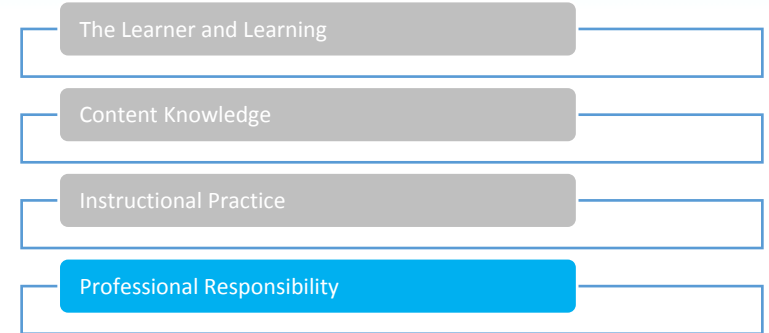 The Learner and Learning
Content Knowledge
Instructional Practice
Professional Responsibility